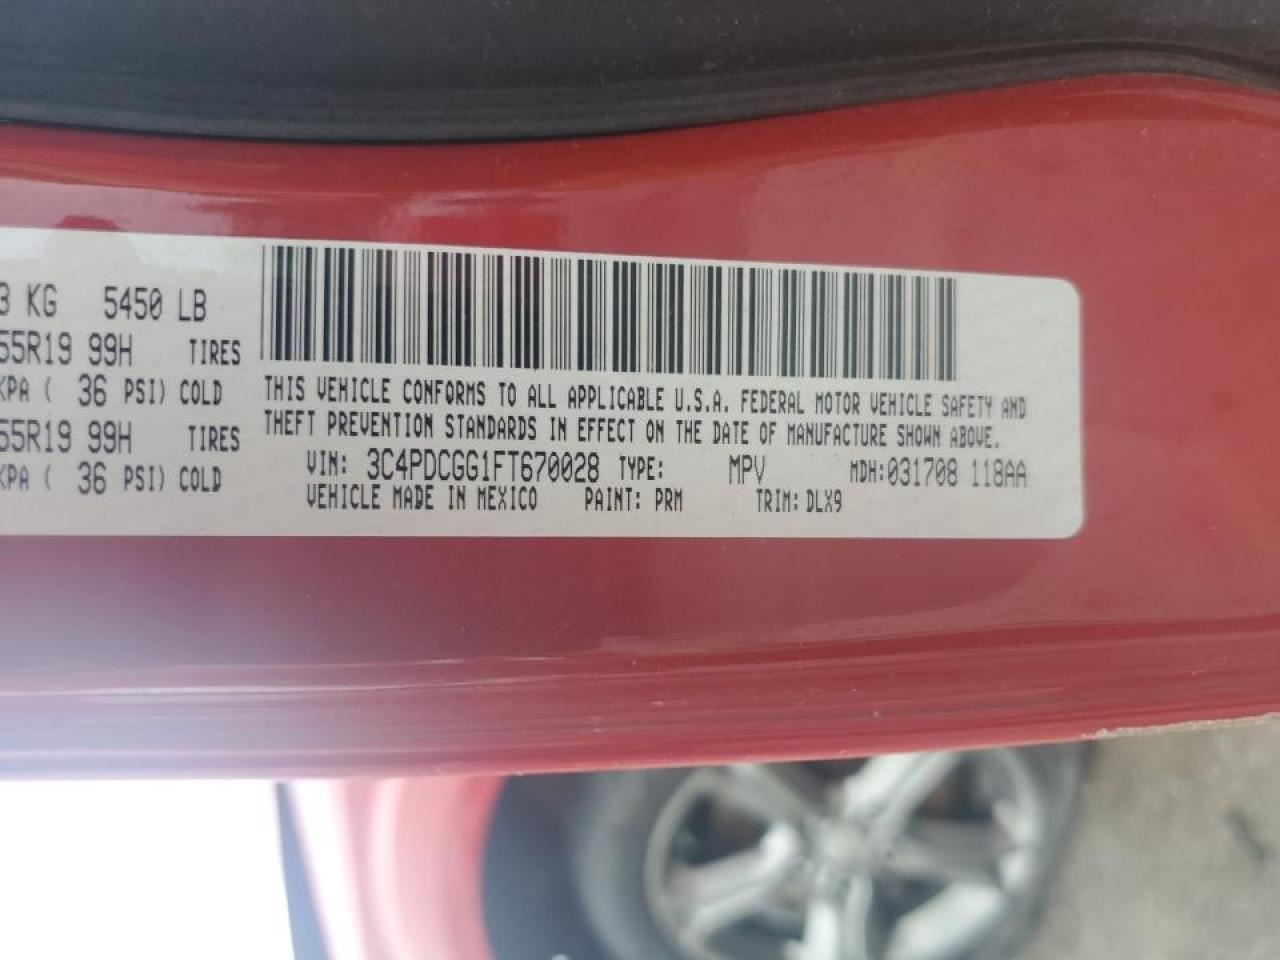 3 KG 5450 LB
55R19 99H TIRES
KPA ( 36 PSI) COLD
55R19 99H TIRES
KPA ( 36 PSI) COLD
THIS VEHICLE CONFORMS TO ALL APPLICABLE U.S.A. FEDERAL MOTOR VEHICLE SAFETY AND
THEFT PREVENTION STANDARDS IN EFFECT ON THE DATE OF MANUFACTURE SHOWN ABOVE.
VIN: 3C4PDCGG1FT670028 TYPE: MPV MDH:031708 118AA
VEHICLE MADE IN MEXICO PAINT: PRM TRIM: DLX9